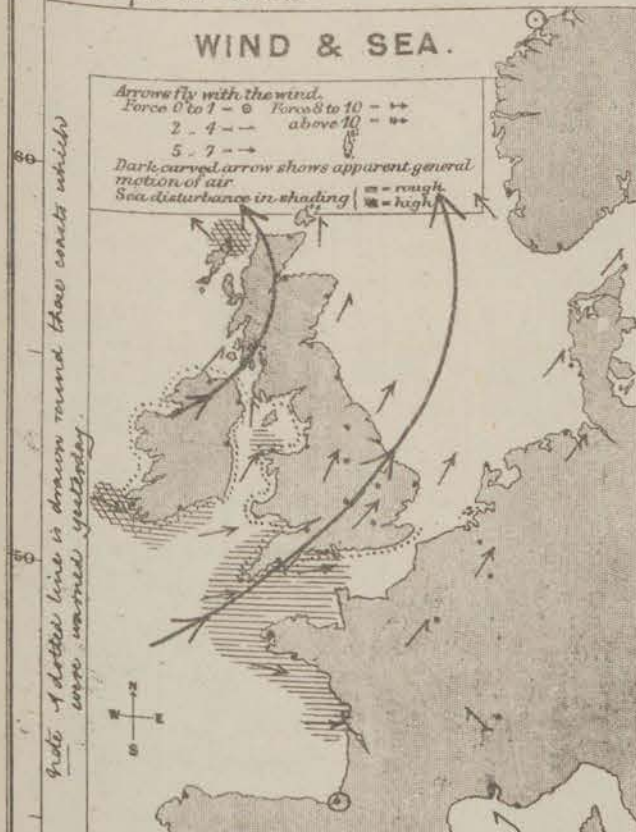 WIND & SEA.
Arrows fly with the wind.
Force 0 to 1 = ⊙ Force 8 to 10 =
2 - 4 = → above 10 =
5 - 7 = →
Dark curved arrow shows apparent general
motion of air
Sea disturbance in shading { = rough
= high
60
50
N
W E
S
Note A dotted line is drawn round those coasts which
were warned yesterday.